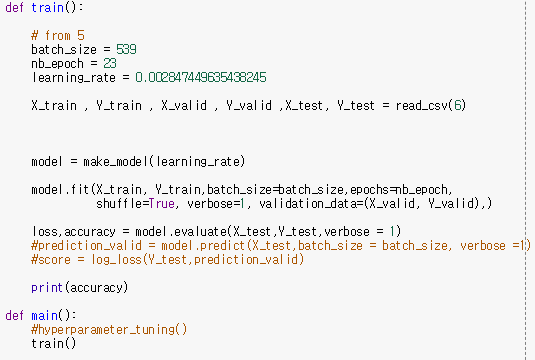 def train():
# from 5
batch_size = 539
nb_epoch = 23
learning_rate = 0.002847449635438245
X_train , Y_train , X_valid , Y_valid ,X_test, Y_test = read_csv(6)
model = make_model(learning_rate)
model.fit(X_train, Y_train,batch_size=batch_size,epochs=nb_epoch,
shuffle=True, verbose=1, validation_data=(X_valid, Y_valid),)
loss,accuracy = model.evaluate(X_test,Y_test,verbose = 1)
#prediction_valid = model.predict(X_test,batch_size = batch_size, verbose =1)
#score = log_loss(Y_test,prediction_valid)
print(accuracy)
def main():
#hyperparameter_tuning()
train()